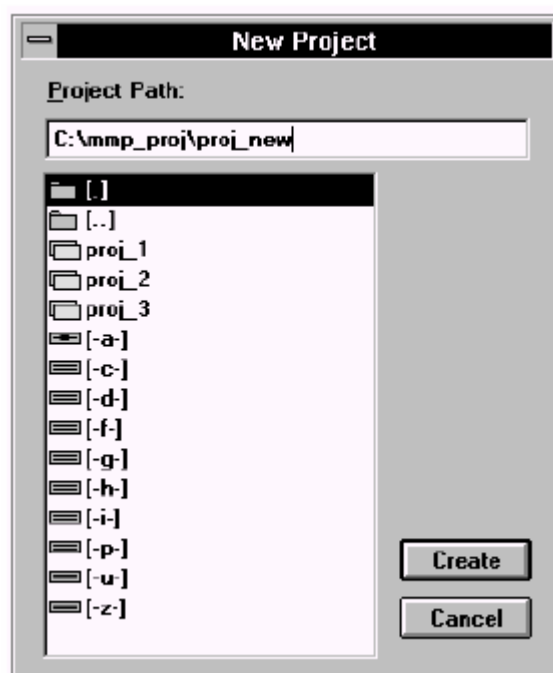 New Project
Project Path:
C:\mmp_proj\proj_new
[.]
[..]
proj_1
proj_2
proj_3
[-a-]
[-c-]
[-d-]
[-f-]
[-g-]
[-h-]
[-i-]
[-p-]
[-u-]
[-z-]
Create
Cancel